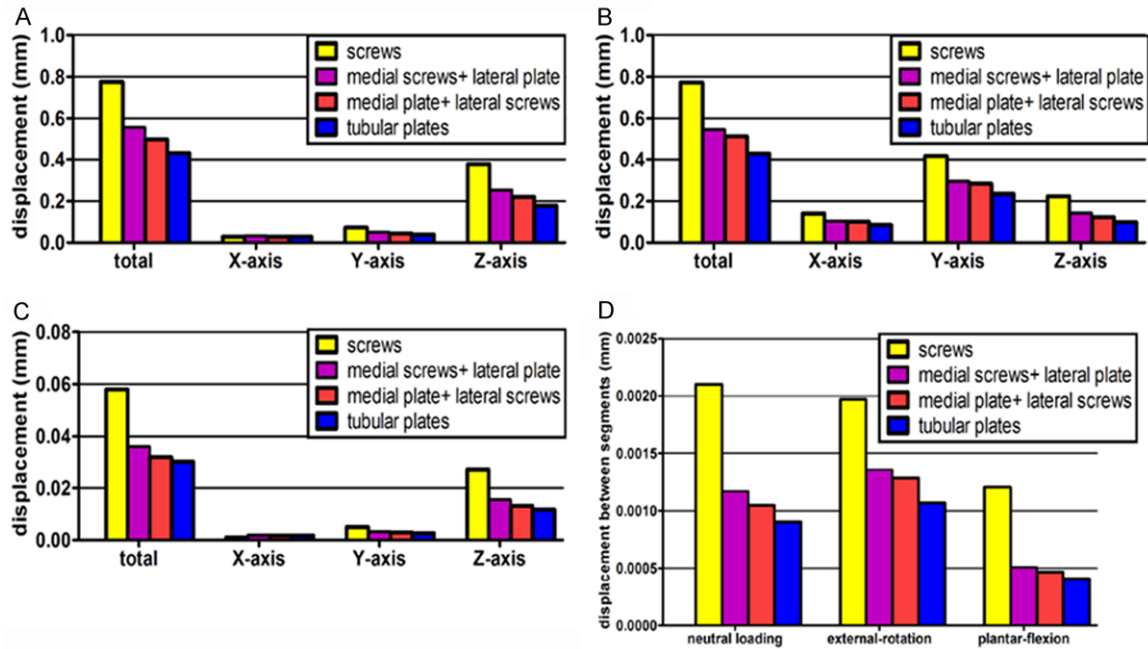 A
displacement (mm)
1.0
0.8
0.6
0.4
0.2
0.0
screws
medial screws+ lateral plate
medial plate+ lateral screws
tubular plates
total X-axis Y-axis Z-axis
B
displacement (mm)
1.0
0.8
0.6
0.4
0.2
0.0
screws
medial screws+ lateral plate
medial plate+ lateral screws
tubular plates
total X-axis Y-axis Z-axis
C
displacement (mm)
0.08
0.06
0.04
0.02
0.00
screws
medial screws+ lateral plate
medial plate+ lateral screws
tubular plates
total X-axis Y-axis Z-axis
D
displacement between segments (mm)
0.0025
0.0020
0.0015
0.0010
0.0005
0.0000
screws
medial screws+ lateral plate
medial plate+ lateral screws
tubular plates
neutral loading external-rotation plantar-flexion